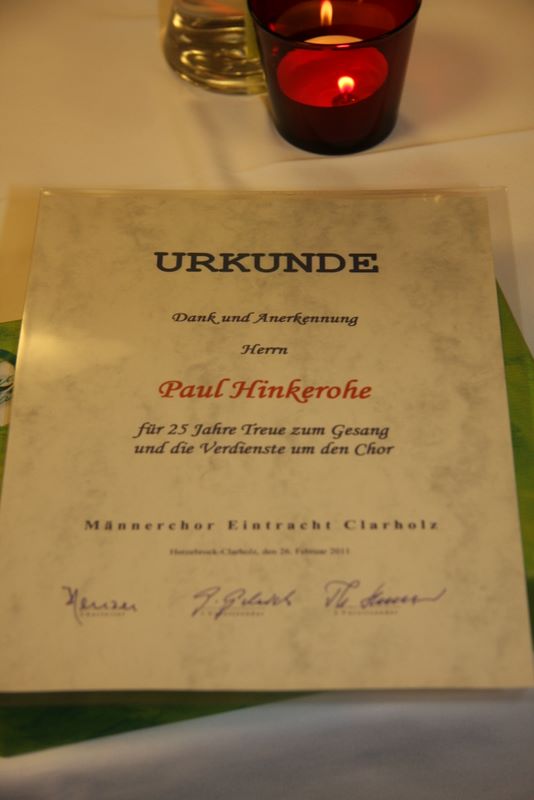 URKUNDE
Dank und Anerkennung
Herrn
Paul Hinkerohe
für 25 Jahre Treue zum Gesang
und die Verdienste um den Chor
Männerchor Eintracht Clarholz
Herzebrock-Clarholz, den 26. Februar 2011